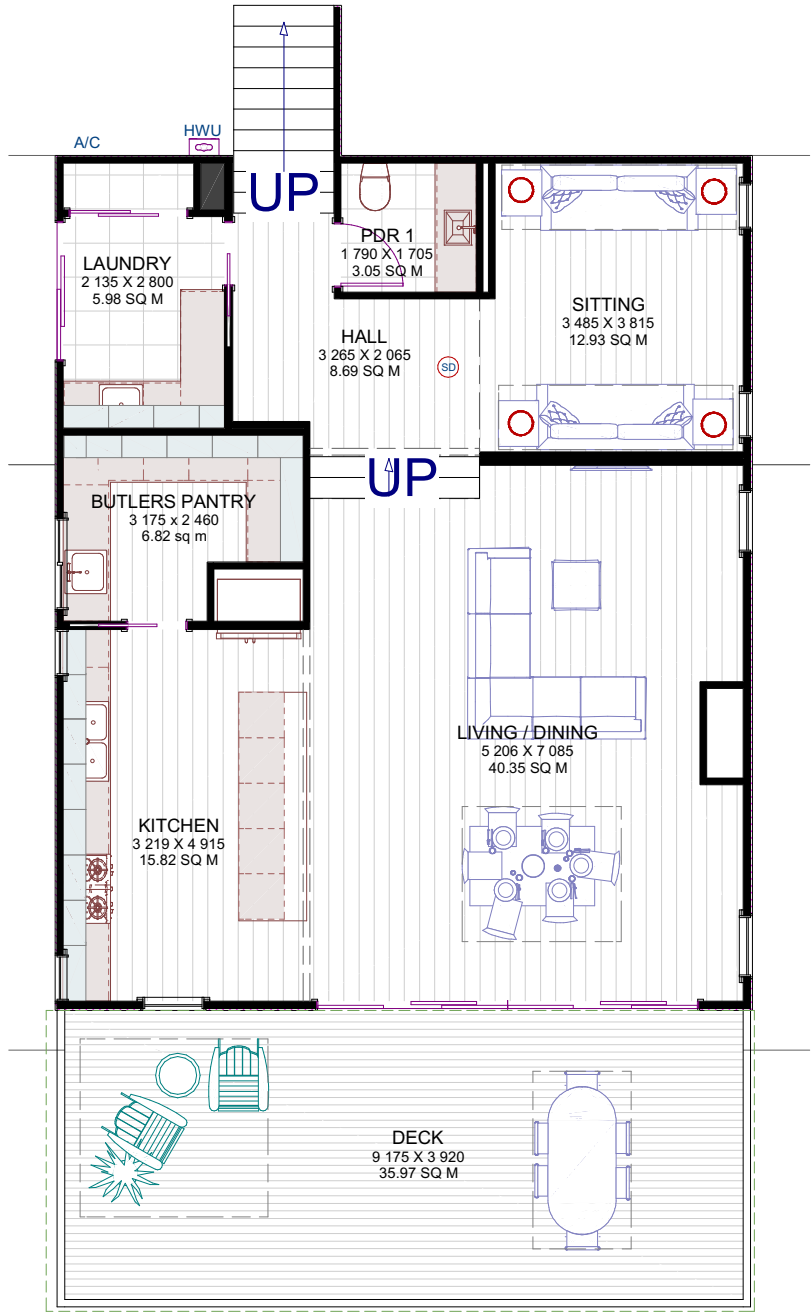 HWU
A/C
UP
PDR 1
1 790 X 1 705
3.05 SQ M
LAUNDRY
2 135 X 2 800
5.98 SQ M
SITTING
3 485 X 3 815
12.93 SQ M
HALL
3 265 X 2 065
8.69 SQ M
SD
UP
BUTLERS PANTRY
3 175 x 2 460
6.82 sq m
LIVING / DINING
5 206 X 7 085
40.35 SQ M
KITCHEN
3 219 X 4 915
15.82 SQ M
DECK
9 175 X 3 920
35.97 SQ M